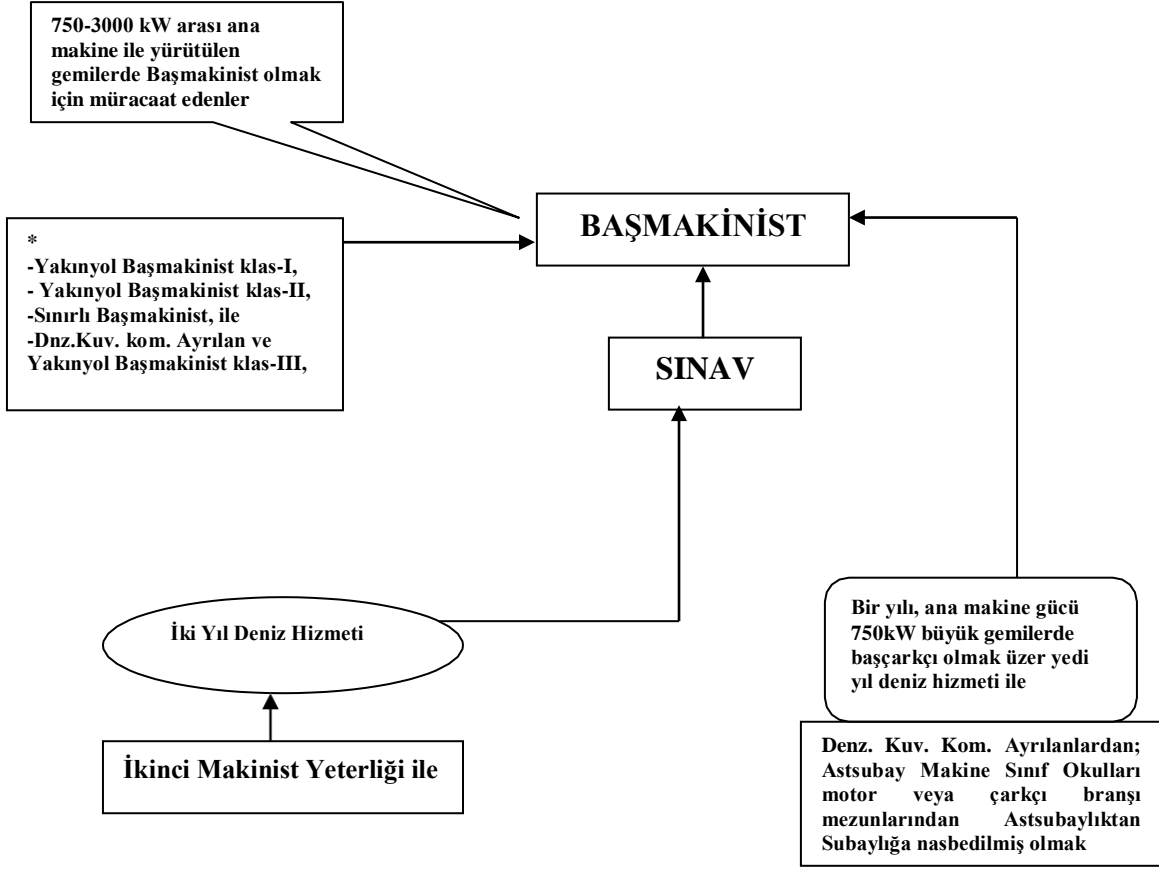 750-3000 kW arası ana
makine ile yürütülen
gemilerde Başmakinist olmak
için müracaat edenler
BAŞMAKİNİST
*
-Yakınyol Başmakinist klas-I,
- Yakınyol Başmakinist klas-II,
-Sınırlı Başmakinist, ile
-Dnz.Kuv. kom. Ayrılan ve
Yakınyol Başmakinist klas-III,
SINAV
İki Yıl Deniz Hizmeti
İkinci Makinist Yeterliği ile
Bir yılı, ana makine gücü
750kW büyük gemilerde
başçarkçı olmak üzer yedi
yıl deniz hizmeti ile
Denz. Kuv. Kom. Ayrılanlardan;
Astsubay Makine Sınıf Okulları
motor veya çarkçı branşı
mezunlarından Astsubaylıktan
Subaylığa nasbedilmiş olmak